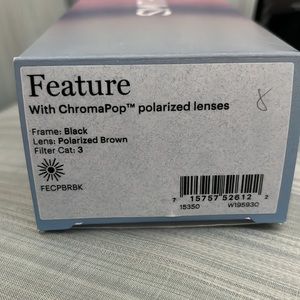 Feature
With ChromaPop™ polarized lenses
Frame: Black
Lens: Polarized Brown
Filter Cat: 3
FECPBRBK
7 15757 52612 2
15350 W195930